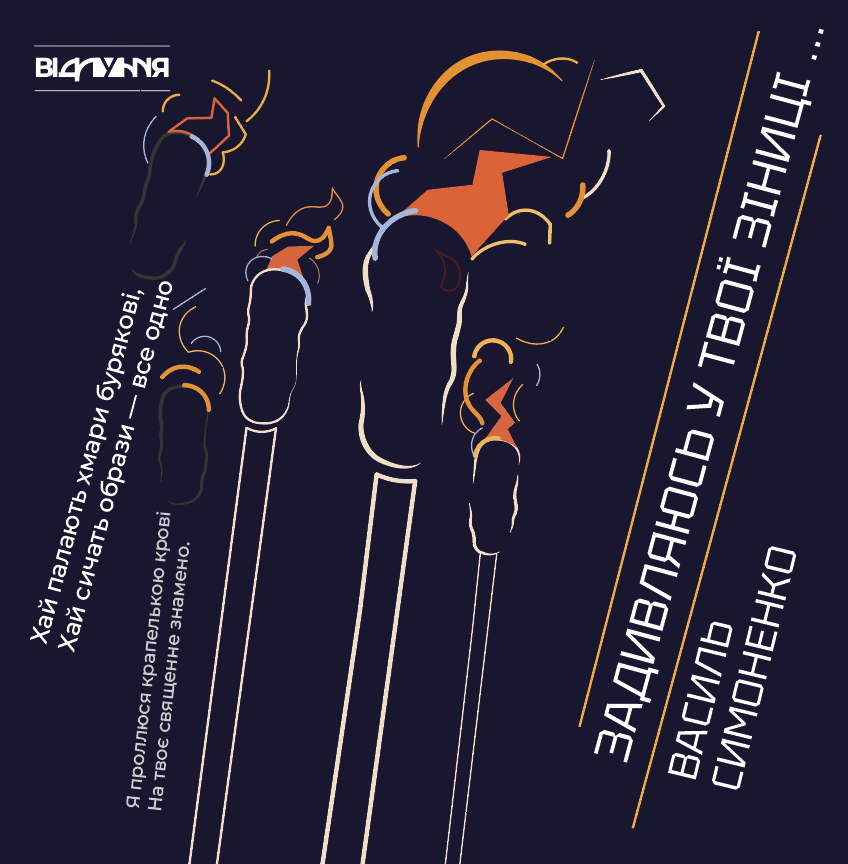 ВІДЛУННЯ
Хай палають хмари бурякові,
Хай сичать образи — все одно
Я проллюся крапелькою крові
На твоє священне знамено.
ЗАДИВЛЯЮСЬ У ТВОЇ ЗІНИЦІ ...
ВАСИЛЬ
СИМОНЕНКО